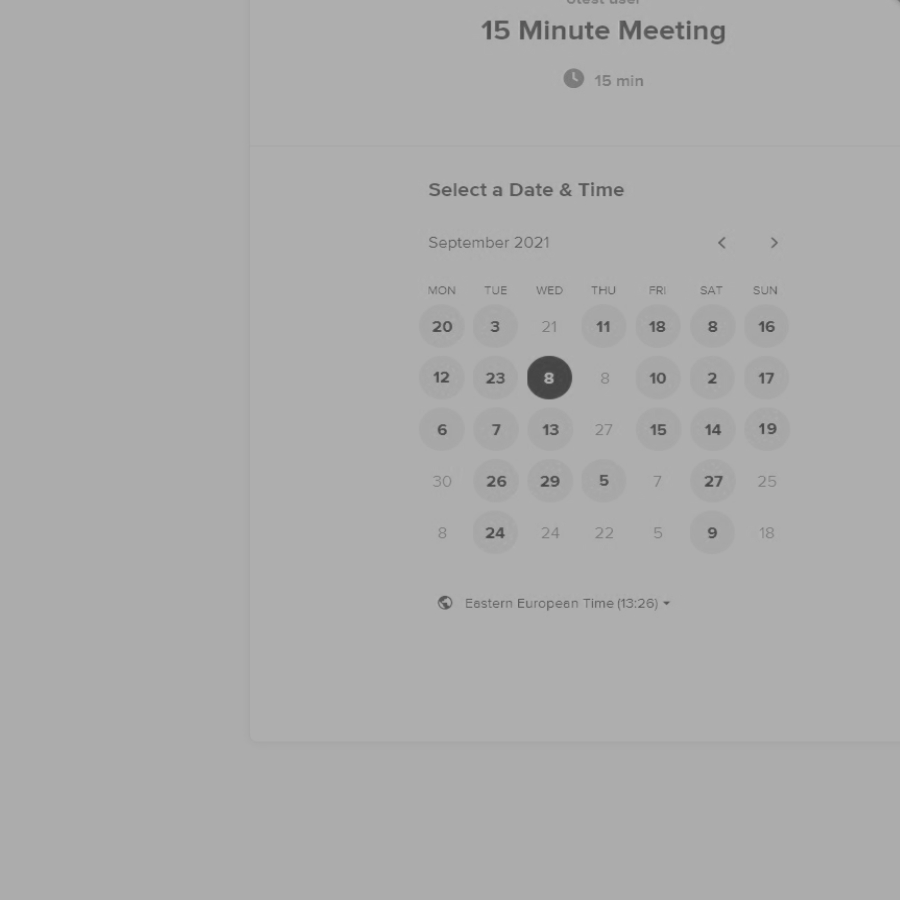 15 Minute Meeting
15 min
Select a Date & Time
September 2021
MON TUE WED THU FRI SAT SUN
20 3 21 11 18 8 16
12 23 8 8 10 2 17
6 7 13 27 15 14 19
30 26 29 5 7 27 25
8 24 24 22 5 9 18
Eastern European Time (13:26)